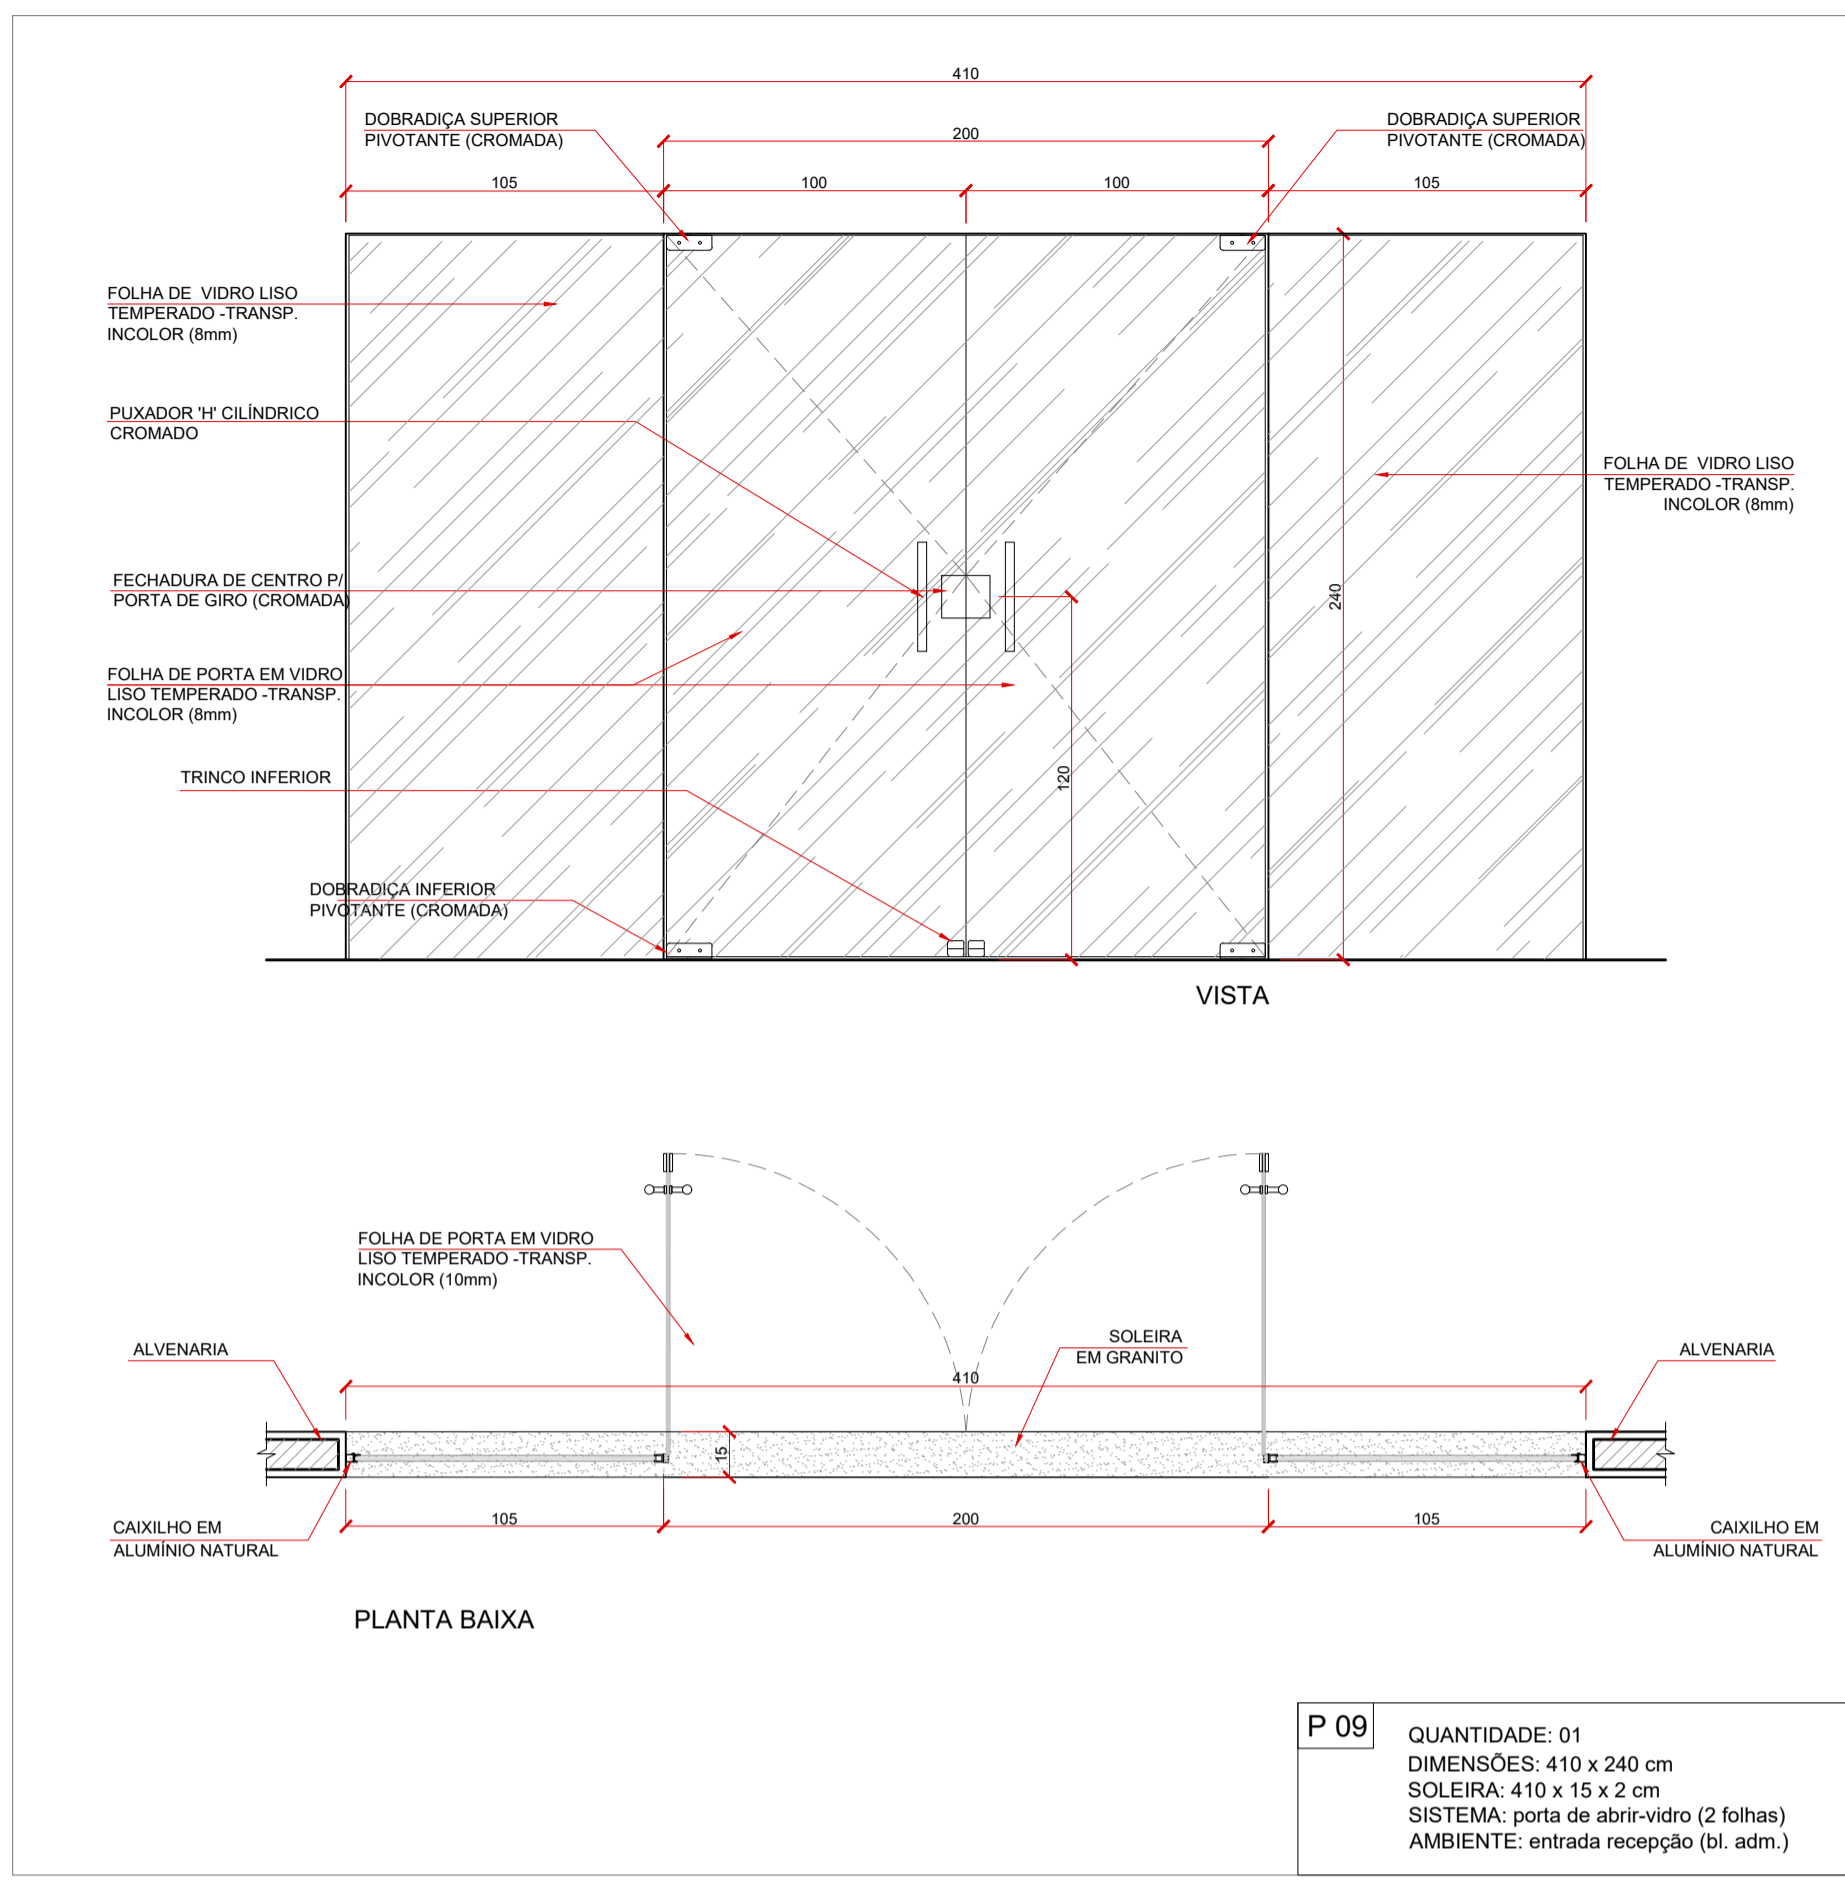 410
DOBRADIÇA SUPERIOR
PIVOTANTE (CROMADA)
DOBRADIÇA SUPERIOR
PIVOTANTE (CROMADA)
200
105
100
100
105
FOLHA DE VIDRO LISO
TEMPERADO -TRANSP.
INCOLOR (8mm)
PUXADOR 'H' CILÍNDRICO
CROMADO
FOLHA DE VIDRO LISO
TEMPERADO -TRANSP.
INCOLOR (8mm)
FECHADURA DE CENTRO P/
PORTA DE GIRO (CROMADA)
240
FOLHA DE PORTA EM VIDRO
LISO TEMPERADO -TRANSP.
INCOLOR (8mm)
TRINCO INFERIOR
120
DOBRADIÇA INFERIOR
PIVOTANTE (CROMADA)
VISTA
FOLHA DE PORTA EM VIDRO
LISO TEMPERADO -TRANSP.
INCOLOR (10mm)
ALVENARIA
SOLEIRA
EM GRANITO
ALVENARIA
410
15
105
200
105
CAIXILHO EM
ALUMÍNIO NATURAL
CAIXILHO EM
ALUMÍNIO NATURAL
PLANTA BAIXA
P 09
QUANTIDADE: 01
DIMENSÕES: 410 x 240 cm
SOLEIRA: 410 x 15 x 2 cm
SISTEMA: porta de abrir-vidro (2 folhas)
AMBIENTE: entrada recepção (bl. adm.)